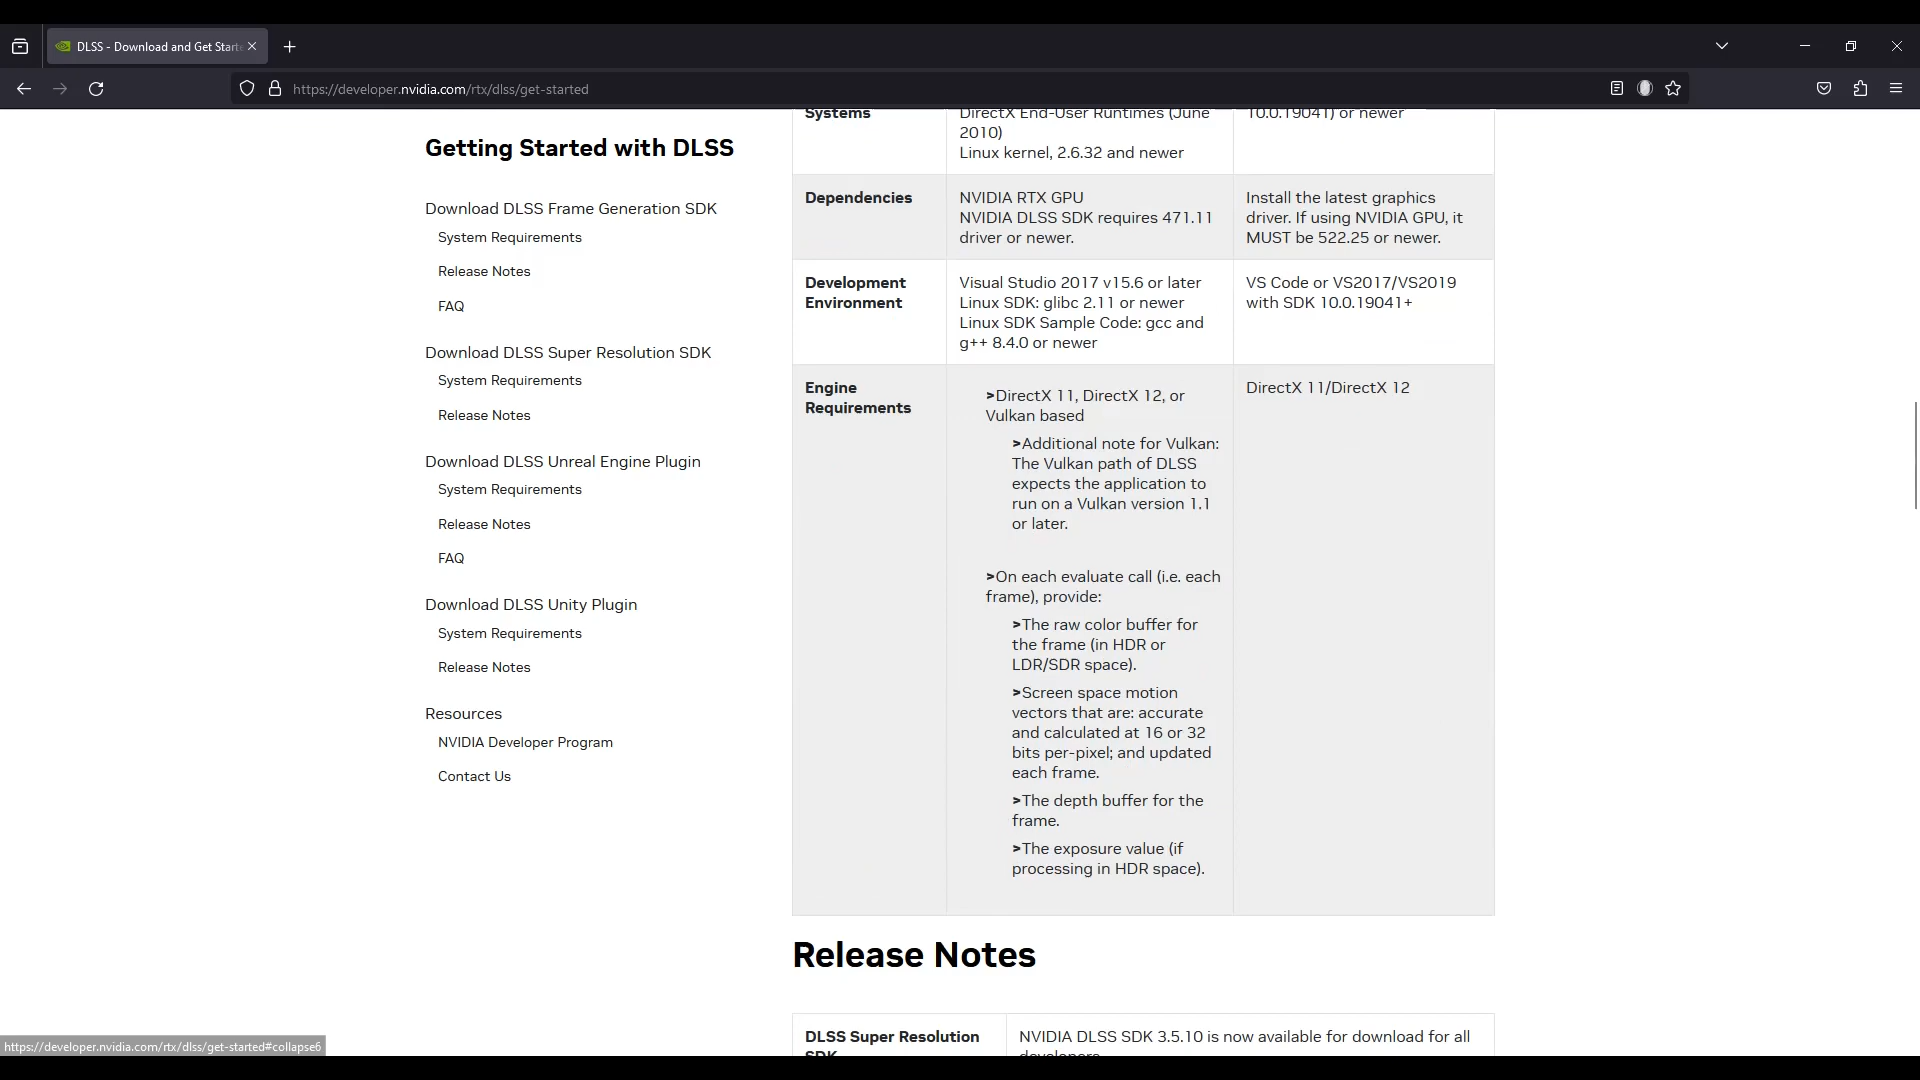 DLSS - Download and Get Start
https://developer.nvidia.com/rtx/dlss/get-started
Getting Started with DLSS
Download DLSS Frame Generation SDK
System Requirements
Release Notes
FAQ
Download DLSS Super Resolution SDK
System Requirements
Release Notes
Download DLSS Unreal Engine Plugin
System Requirements
Release Notes
FAQ
Download DLSS Unity Plugin
System Requirements
Release Notes
Resources
NVIDIA Developer Program
Contact Us
Systems
DirectX End-User Runtimes (June
2010)
Linux kernel, 2.6.32 and newer
10.0.19041) or newer
Dependencies
NVIDIA RTX GPU
NVIDIA DLSS SDK requires 471.11
driver or newer.
Install the latest graphics
driver. If using NVIDIA GPU, it
MUST be 522.25 or newer.
Development
Environment
Visual Studio 2017 v15.6 or later
Linux SDK: glibc 2.11 or newer
Linux SDK Sample Code: gcc and
g++ 8.4.0 or newer
VS Code or VS2017/VS2019
with SDK 10.0.19041+
Engine
Requirements
>DirectX 11, DirectX 12, or
Vulkan based
>Additional note for Vulkan:
The Vulkan path of DLSS
expects the application to
run on a Vulkan version 1.1
or later.
>On each evaluate call (i.e. each
frame), provide:
>The raw color buffer for
the frame (in HDR or
LDR/SDR space).
>Screen space motion
vectors that are: accurate
and calculated at 16 or 32
bits per-pixel; and updated
each frame.
>The depth buffer for the
frame.
>The exposure value (if
processing in HDR space).
DirectX 11/DirectX 12
Release Notes
DLSS Super Resolution
SDK
NVIDIA DLSS SDK 3.5.10 is now available for download for all
developers.
https://developer.nvidia.com/rtx/dlss/get-started#collapse6